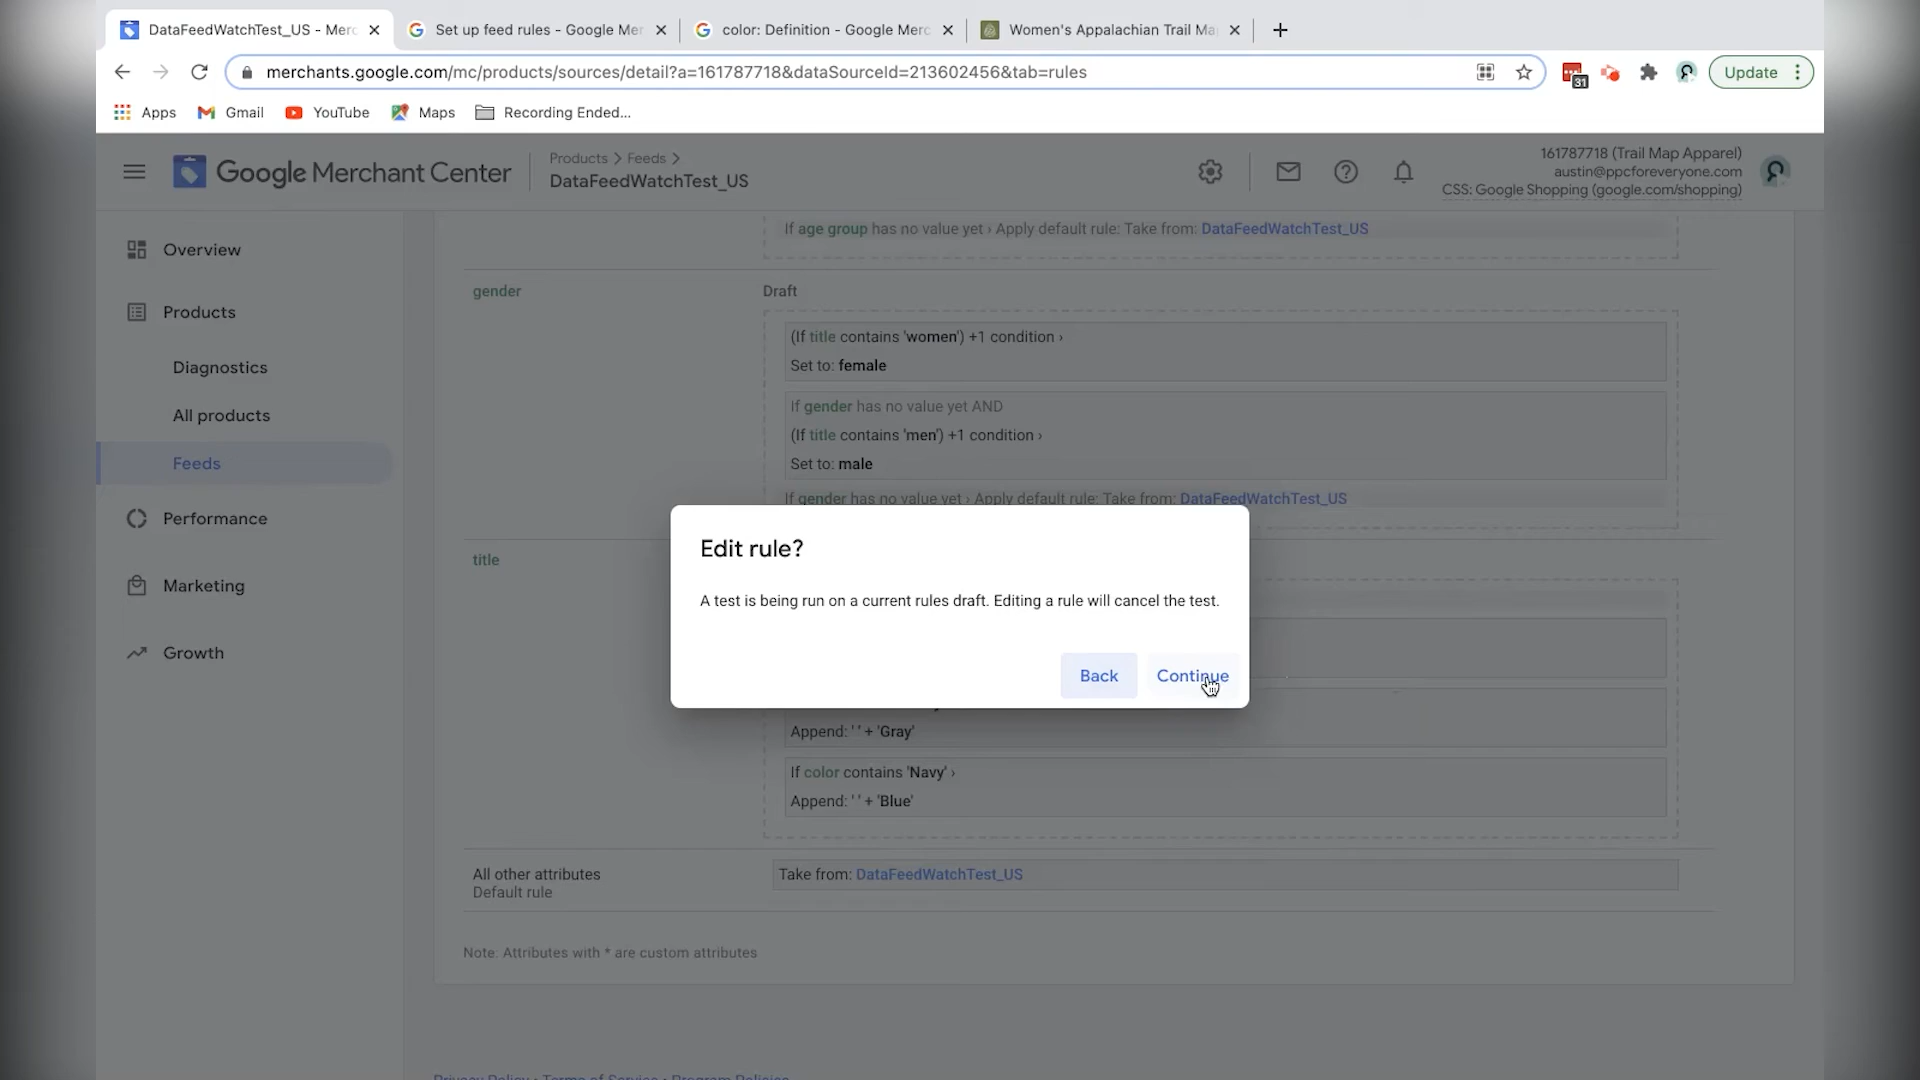 DataFeedWatchTest_US - Merc
Set up feed rules - Google Mer
color: Definition - Google Merc
Women's Appalachian Trail Ma
merchants.google.com/mc/products/sources/detail?a=161787718&dataSourceId=213602456&tab=rules
31
Update
Apps
Gmail
YouTube
Maps
Recording Ended...
Google Merchant Center
Products > Feeds >
DataFeedWatchTest_US
161787718 (Trail Map Apparel)
austin@ppcforeveryone.com
CSS: Google Shopping (google.com/shopping)
Overview
Products
Diagnostics
All products
Feeds
Performance
Marketing
Growth
If age group has no value yet › Apply default rule: Take from: DataFeedWatchTest_US
gender
Draft
(If title contains 'women') +1 condition ›
Set to: female
If gender has no value yet AND
(If title contains 'men') +1 condition ›
Set to: male
If gender has no value yet › Apply default rule: Take from: DataFeedWatchTest_US
title
Edit rule?
A test is being run on a current rules draft. Editing a rule will cancel the test.
Back
Continue
Append: ' ' + 'Gray'
If color contains 'Navy' ›
Append: ' ' + 'Blue'
All other attributes
Default rule
Take from: DataFeedWatchTest_US
Note: Attributes with * are custom attributes
Privacy Policy · Terms of Service · Program Policies